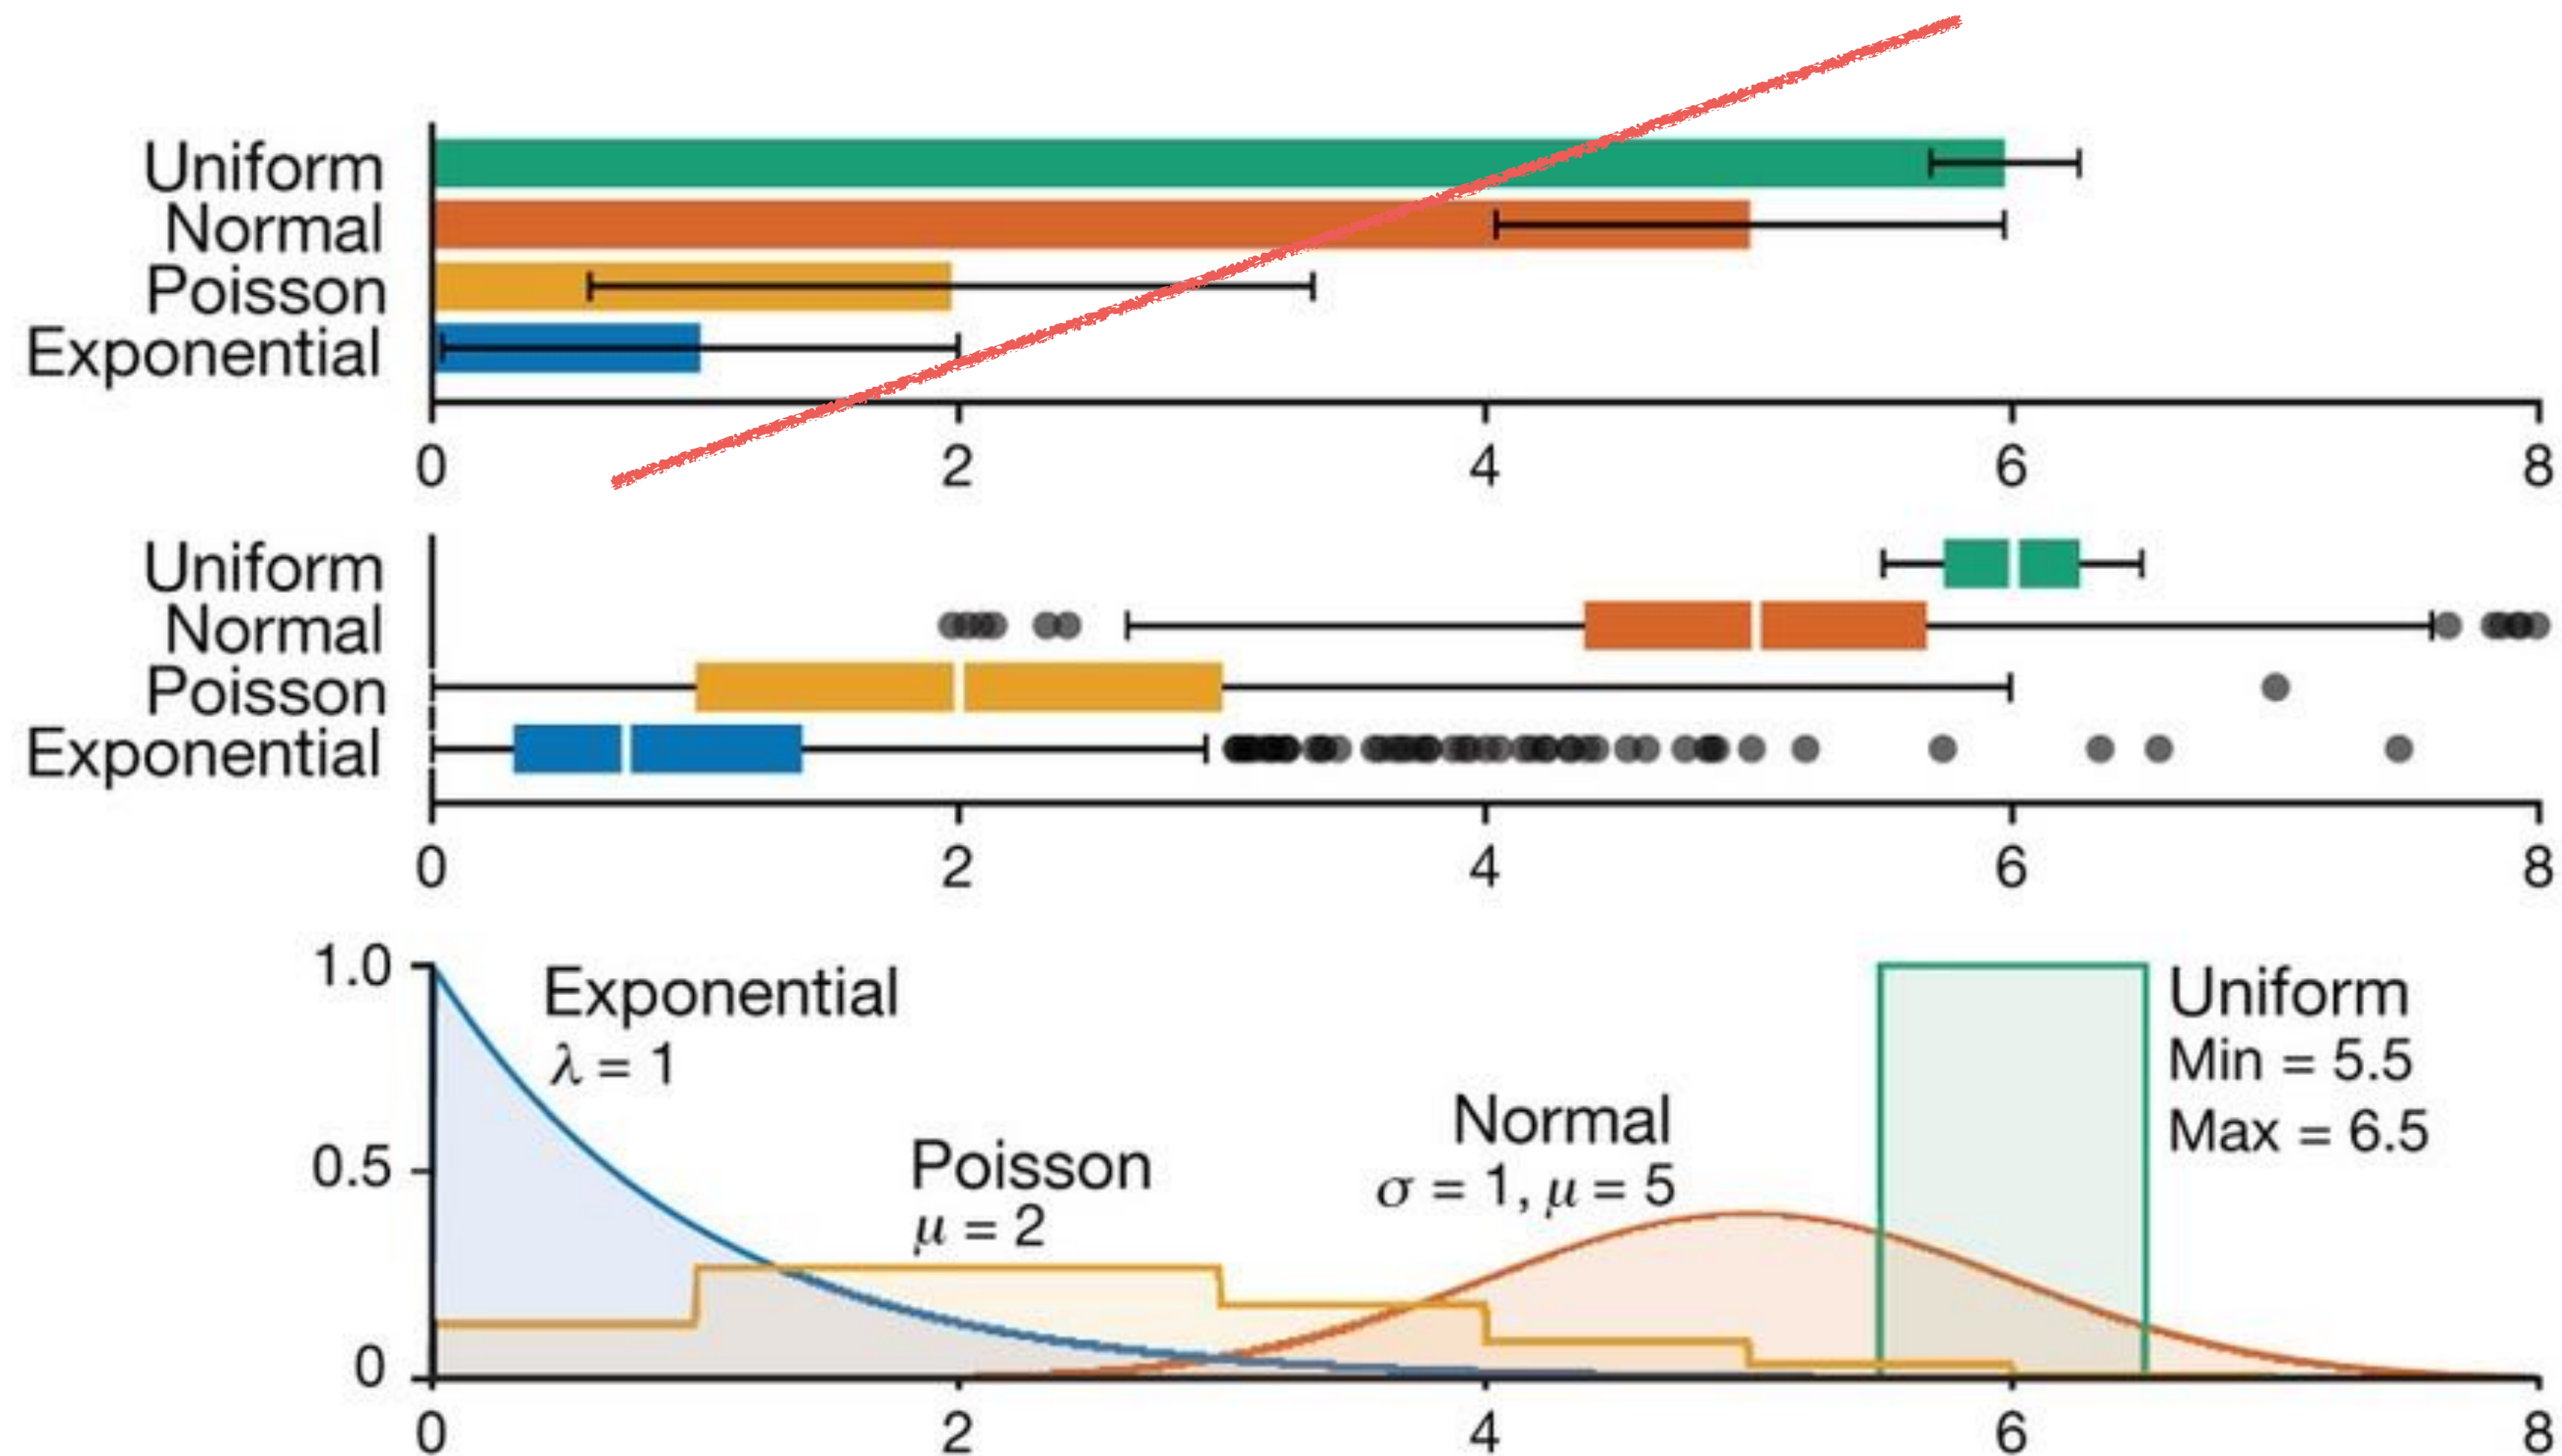 Uniform
Normal
Poisson
Exponential
0 2 4 6 8
Uniform
Normal
Poisson
Exponential
0 2 4 6 8
1.0
0.5
0
Exponential
λ = 1
Poisson
μ = 2
Normal
σ = 1, μ = 5
Uniform
Min = 5.5
Max = 6.5
0 2 4 6 8